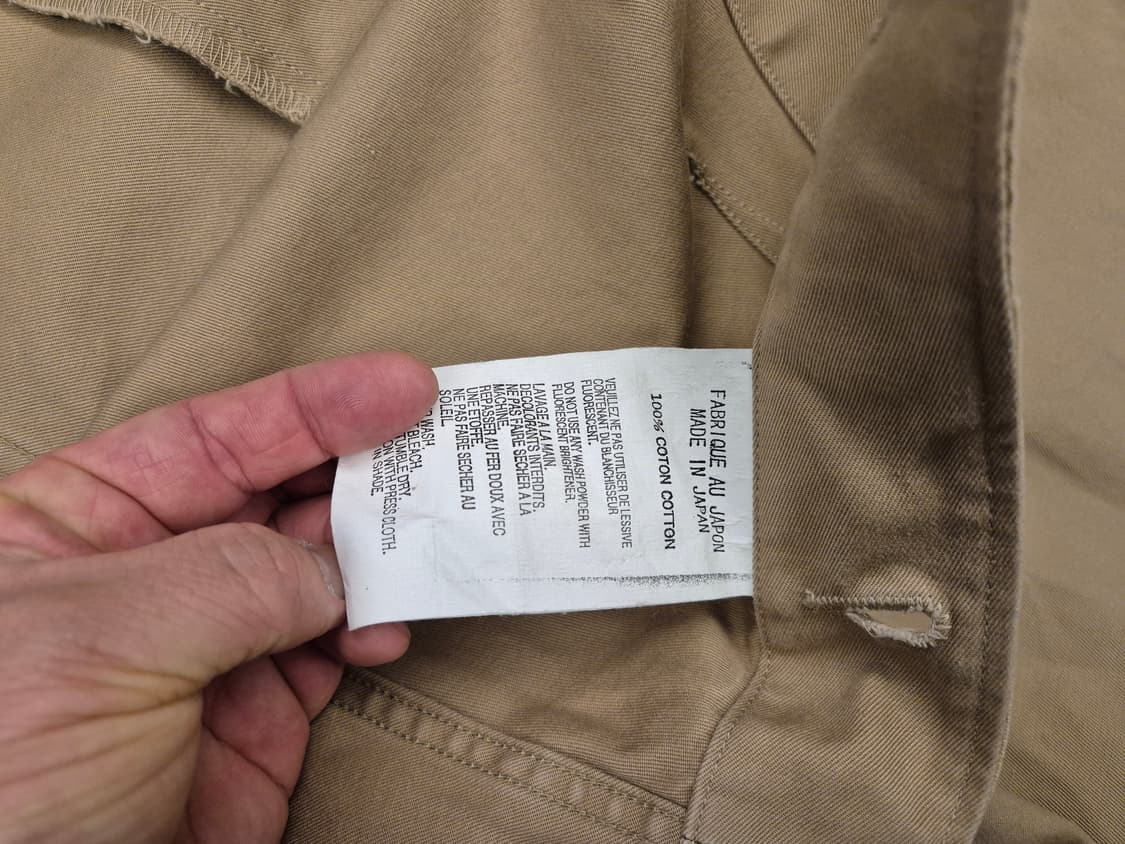 FABRIQUE AU JAPON
MADE IN JAPAN
100% COTON COTTON
VEUILLEZ NE PAS UTILISER DE LESSIVE
CONTENU DU BLANCHISSEUR
FLUORESCENT.
DO NOT USE ANY WASH POWDER WITH
FLUORESCENT BRIGHTENER.
LAVAGE A LA MAIN.
DECOLORANTS INTERDITS.
NE PAS FAIRE SECHER A LA
MACHINE.
REPASSER AU FER DOUX AVEC
UNE ETOFFE.
NE PAS FAIRE SECHER AU
SOLEIL.
WASH.
BLEACH.
TUMBLE DRY.
WITH PRESS CLOTH.
SHADE.